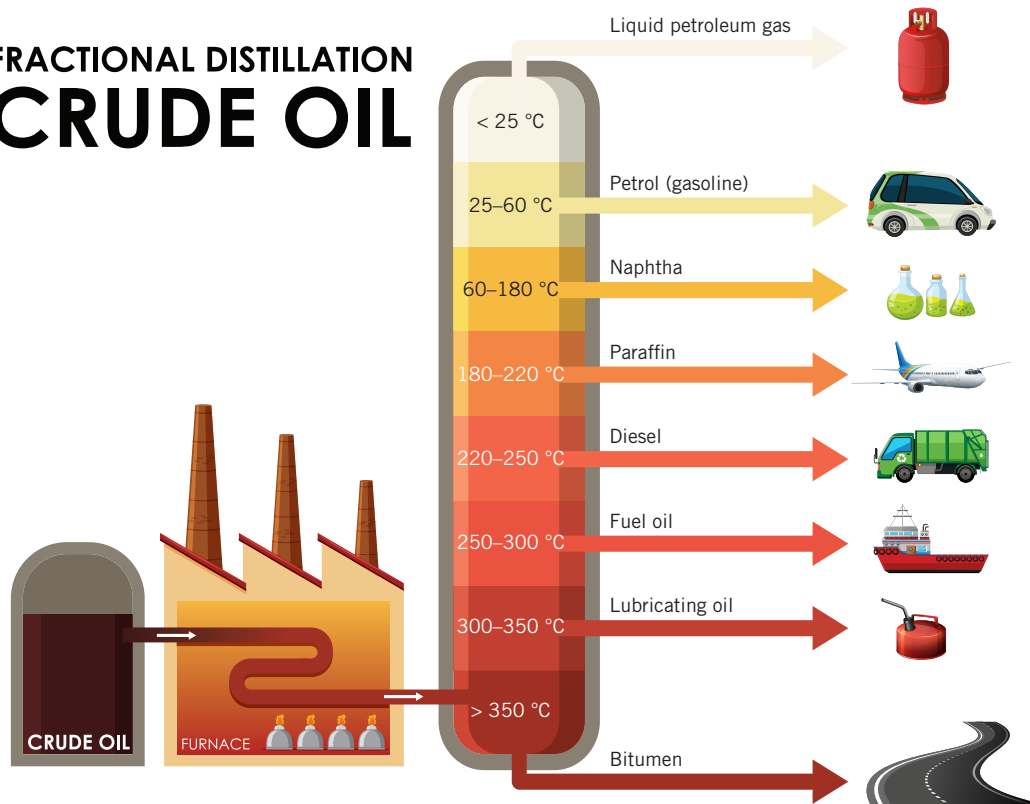 FRACTIONAL DISTILLATION
CRUDE OIL
Liquid petroleum gas
< 25 °C
Petrol (gasoline)
25–60 °C
Naphtha
60–180 °C
Paraffin
180–220 °C
Diesel
220–250 °C
Fuel oil
250–300 °C
Lubricating oil
300–350 °C
> 350 °C
Bitumen
CRUDE OIL
FURNACE